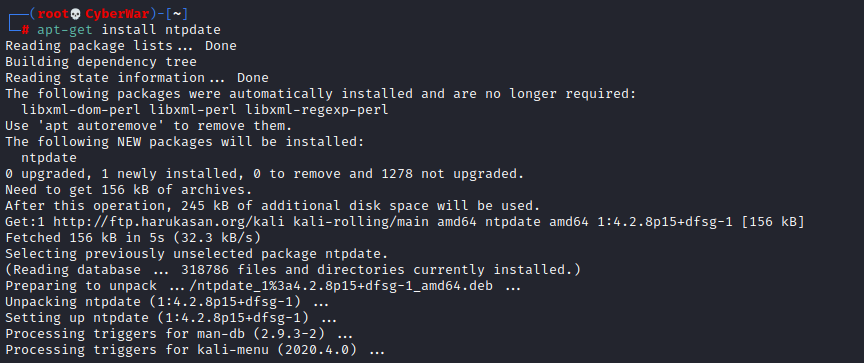 ┌──(root💀CyberWar)-[~]
└─# apt-get install ntpdate
Reading package lists... Done
Building dependency tree
Reading state information... Done
The following packages were automatically installed and are no longer required:
  libxml-dom-perl libxml-perl libxml-regexp-perl
Use 'apt autoremove' to remove them.
The following NEW packages will be installed:
  ntpdate
0 upgraded, 1 newly installed, 0 to remove and 1278 not upgraded.
Need to get 156 kB of archives.
After this operation, 245 kB of additional disk space will be used.
Get:1 http://ftp.harukasan.org/kali kali-rolling/main amd64 ntpdate amd64 1:4.2.8p15+dfsg-1 [156 kB]
Fetched 156 kB in 5s (32.3 kB/s)
Selecting previously unselected package ntpdate.
(Reading database ... 318786 files and directories currently installed.)
Preparing to unpack .../ntpdate_1%3a4.2.8p15+dfsg-1_amd64.deb ...
Unpacking ntpdate (1:4.2.8p15+dfsg-1) ...
Setting up ntpdate (1:4.2.8p15+dfsg-1) ...
Processing triggers for man-db (2.9.3-2) ...
Processing triggers for kali-menu (2020.4.0) ...